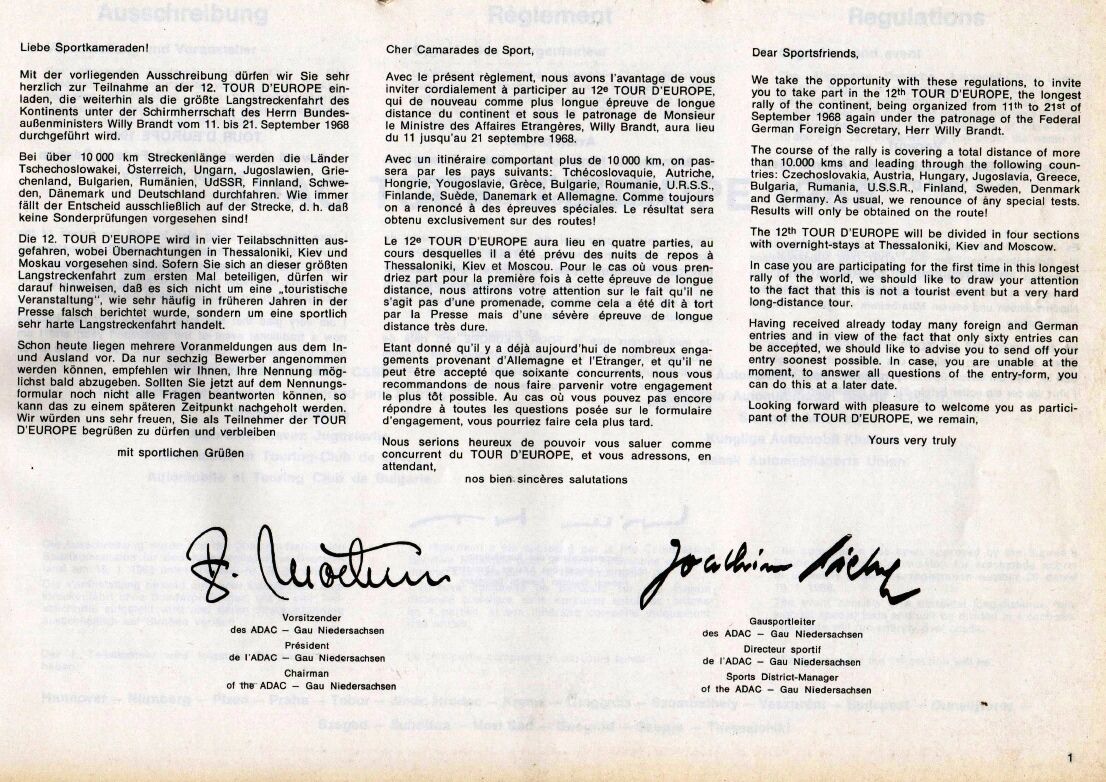 Liebe Sportkameraden!
Mit der vorliegenden Ausschreibung dürfen wir Sie sehr
herzlich zur Teilnahme an der 12. TOUR D'EUROPE ein-
laden, die weiterhin als die größte Langstreckenfahrt des
Kontinents unter der Schirmherrschaft des Herrn Bundes-
außenministers Willy Brandt vom 11. bis 21. September 1968
durchgeführt wird.
Bei über 10 000 km Streckenlänge werden die Länder
Tschechoslowakei, Österreich, Ungarn, Jugoslawien, Grie-
chenland, Bulgarien, Rumänien, UdSSR, Finnland, Schwe-
den, Dänemark und Deutschland durchfahren. Wie immer
fällt der Entscheid ausschließlich auf der Strecke, d. h. daß
keine Sonderprüfungen vorgesehen sind!
Die 12. TOUR D'EUROPE wird in vier Teilabschnitten aus-
gefahren, wobei Übernachtungen in Thessaloniki, Kiev und
Moskau vorgesehen sind. Sofern Sie sich an dieser größten
Langstreckenfahrt zum ersten Mal beteiligen, dürfen wir
darauf hinweisen, daß es sich nicht um eine „touristische
Veranstaltung", wie sehr häufig in früheren Jahren in der
Presse falsch berichtet wurde, sondern um eine sportlich
sehr harte Langstreckenfahrt handelt.
Schon heute liegen mehrere Voranmeldungen aus dem In-
und Ausland vor. Da nur sechzig Bewerber angenommen
werden können, empfehlen wir Ihnen, Ihre Nennung mög-
lichst bald abzugeben. Sollten Sie jetzt auf dem Nennungs-
formular noch nicht alle Fragen beantworten können, so
kann das zu einem späteren Zeitpunkt nachgeholt werden.
Wir würden uns sehr freuen, Sie als Teilnehmer der TOUR
D'EUROPE begrüßen zu dürfen und verbleiben
mit sportlichen Grüßen
Cher Camarades de Sport,
Avec le présent règlement, nous avons l'avantage de vous
inviter cordialement à participer au 12e TOUR D'EUROPE,
qui de nouveau comme plus longue épreuve de longue
distance du continent et sous le patronage de Monsieur
le Ministre des Affaires Etrangères, Willy Brandt, aura lieu
du 11 jusqu'au 21 septembre 1968.
Avec un itinéraire comportant plus de 10 000 km, on pas-
sera par les pays suivants: Tchécoslovaquie, Autriche,
Hongrie, Yougoslavie, Grèce, Bulgarie, Roumanie, U.R.S.S.,
Finlande, Suède, Danemark et Allemagne. Comme toujours
on a renoncé à des épreuves spéciales. Le résultat sera
obtenu exclusivement sur des routes!
Le 12e TOUR D'EUROPE aura lieu en quatre parties, au
cours desquelles il a été prévu des nuits de repos à
Thessaloniki, Kiev et Moscou. Pour le cas où vous pren-
driez part pour la première fois à cette épreuve de longue
distance, nous attirons votre attention sur le fait qu'il ne
s'agit pas d'une promenade, comme cela a été dit à tort
par la Presse mais d'une sévère épreuve de longue
distance très dure.
Etant donné qu'il y a déjà aujourd'hui de nombreux enga-
gements provenant d'Allemagne et l'Etranger, et qu'il ne
peut être accepté que soixante concurrents, nous vous
recommandons de nous faire parvenir votre engagement
le plus tôt possible. Au cas où vous pouvez pas encore
répondre à toutes les questions posée sur le formulaire
d'engagement, vous pourriez faire cela plus tard.
Nous serions heureux de pouvoir vous saluer comme
concurrent du TOUR D'EUROPE, et vous adressons, en
attendant,
nos bien sincères salutations
Dear Sportsfriends,
We take the opportunity with these regulations, to invite
you to take part in the 12th TOUR D'EUROPE, the longest
rally of the continent, being organized from 11th to 21st of
September 1968 again under the patronage of the Federal
German Foreign Secretary, Herr Willy Brandt.
The course of the rally is covering a total distance of more
than 10.000 kms and leading through the following coun-
tries: Czechoslovakia, Austria, Hungary, Jugoslavia, Greece,
Bulgaria, Rumania, U.S.S.R., Finland, Sweden, Denmark
and Germany. As usual, we renounce of any special tests.
Results will only be obtained on the route!
The 12th TOUR D'EUROPE will be divided in four sections
with overnight-stays at Thessaloniki, Kiev and Moscow.
In case you are participating for the first time in this longest
rally of the world, we should like to draw your attention
to the fact that this is not a tourist event but a very hard
long-distance tour.
Having received already today many foreign and German
entries and in view of the fact that only sixty entries can
be accepted, we should like to advise you to send off your
entry soonest possible. In case, you are unable at the
moment, to answer all questions of the entry-form, you
can do this at a later date.
Looking forward with pleasure to welcome you as partici-
pant of the TOUR D'EUROPE, we remain,
Yours very truly
Vorsitzender
des ADAC – Gau Niedersachsen
Président
de l'ADAC – Gau Niedersachsen
Chairman
of the ADAC – Gau Niedersachsen
Joachim
Gausportleiter
des ADAC – Gau Niedersachsen
Directeur sportif
de l'ADAC – Gau Niedersachsen
Sports District-Manager
of the ADAC – Gau Niedersachsen
1